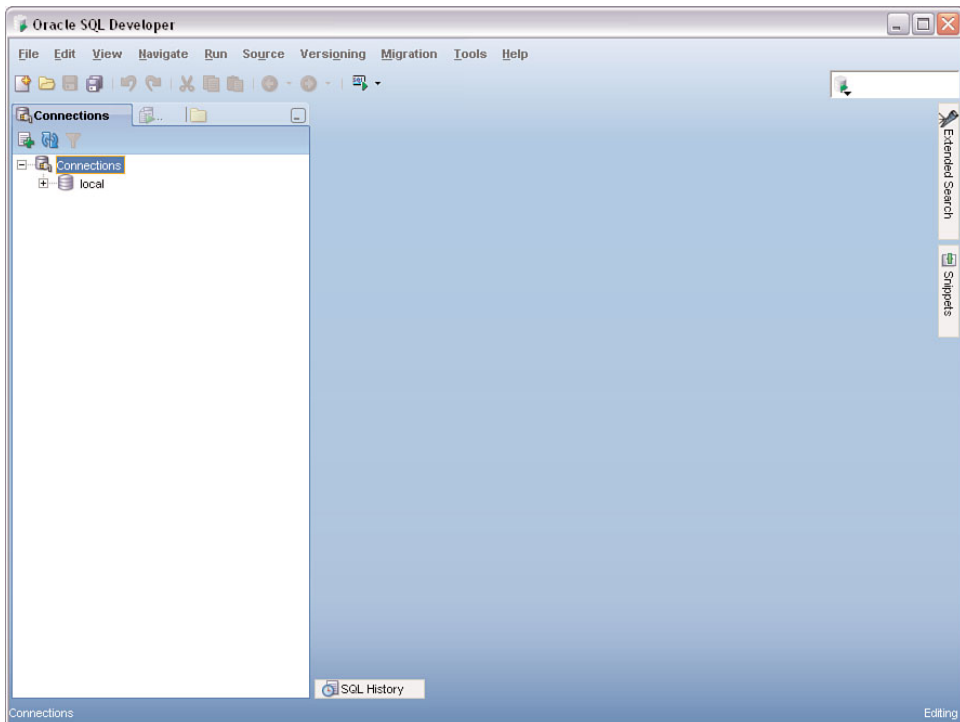 Oracle SQL Developer
File Edit View Navigate Run Source Versioning Migration Tools Help
Connections
Connections
local
Extended Search
Snippets
SQL History
Connections
Editing